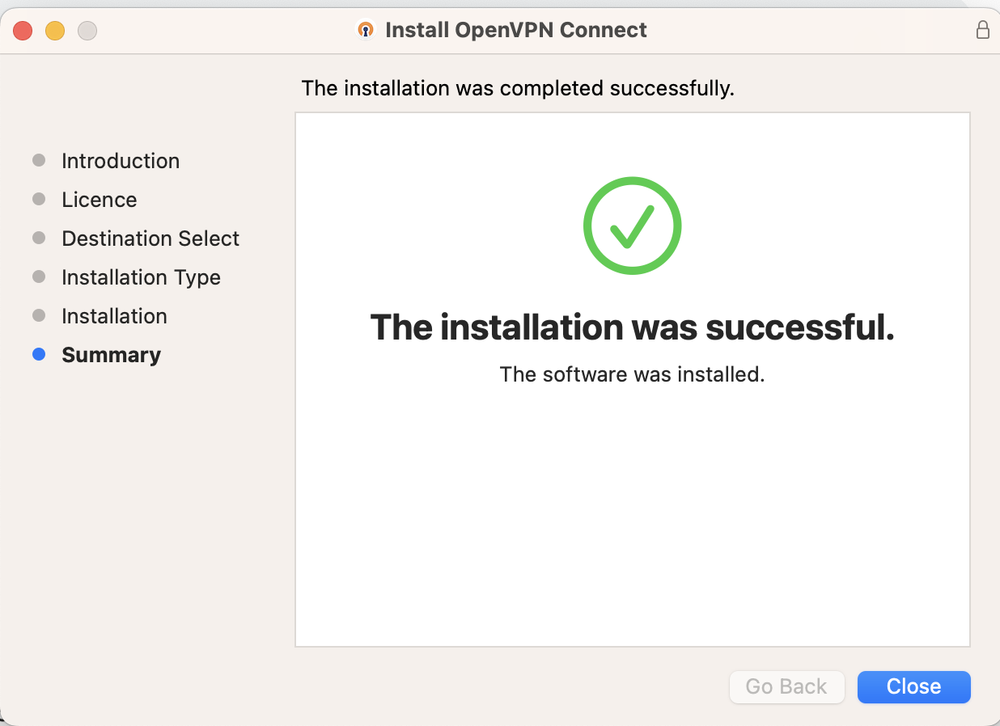 Install OpenVPN Connect
The installation was completed successfully.
Introduction
Licence
Destination Select
Installation Type
Installation
Summary
The installation was successful.
The software was installed.
Go Back
Close